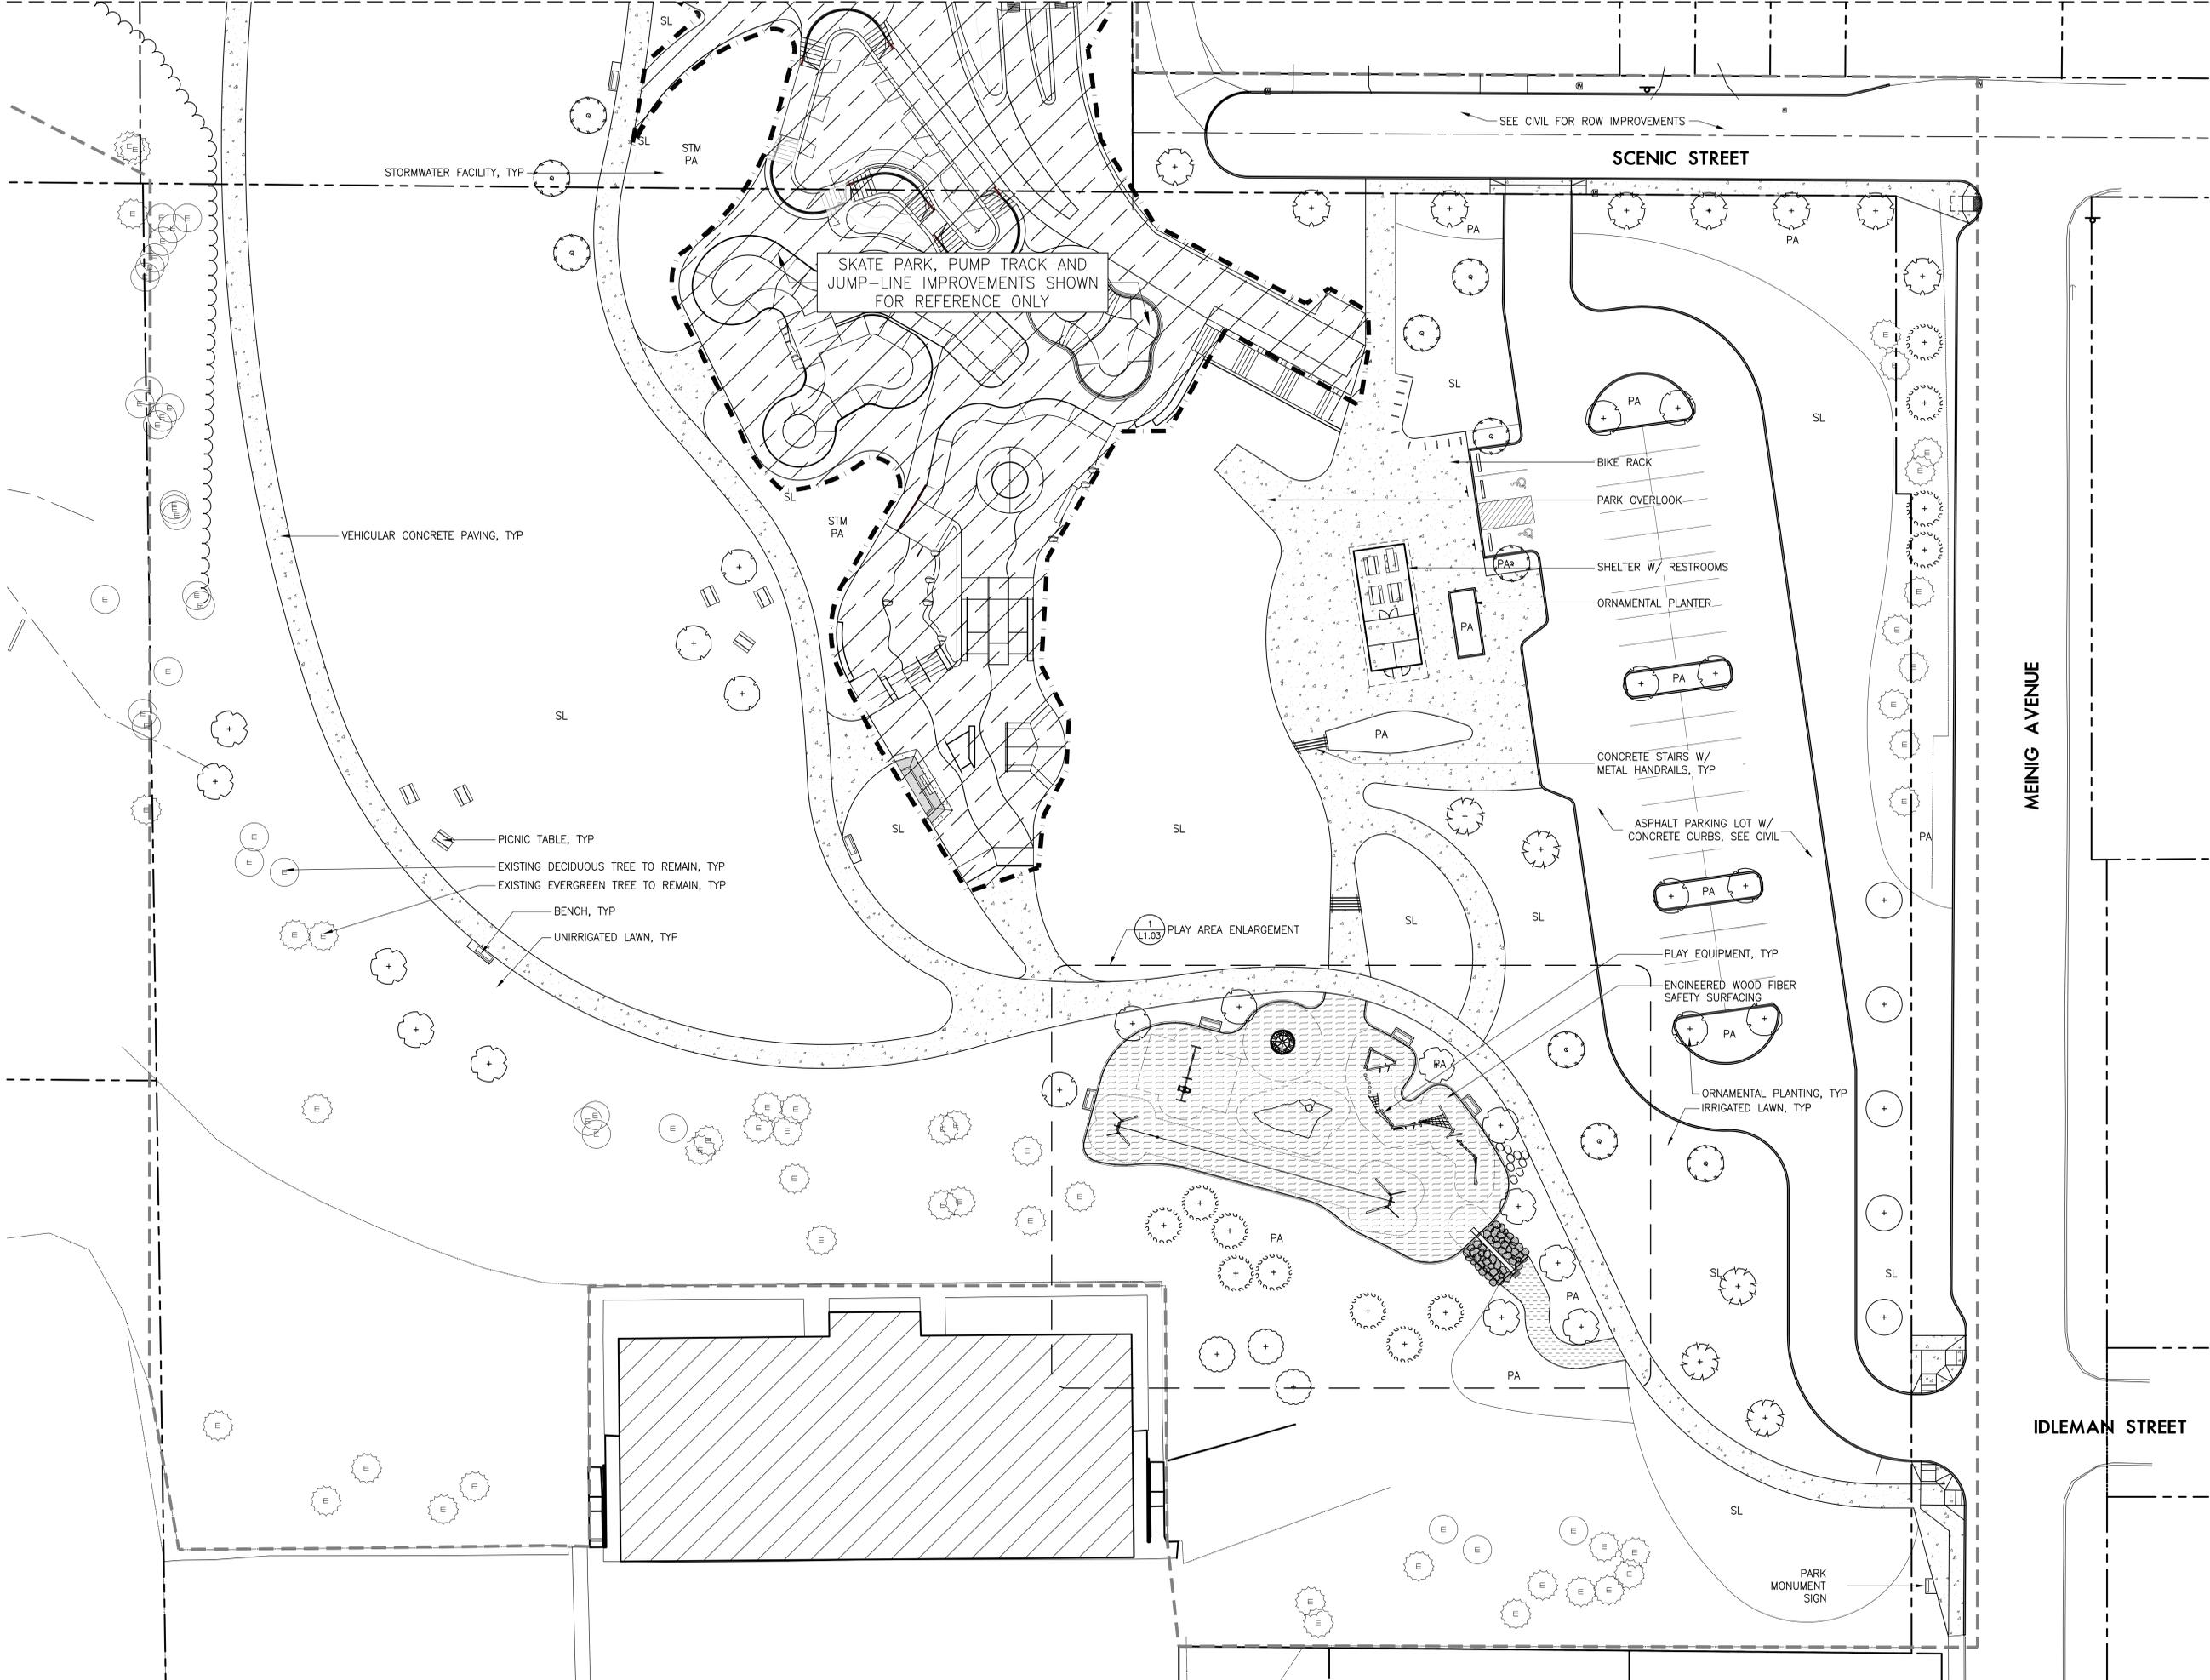 SL
SEE CIVIL FOR ROW IMPROVEMENTS
SL
STM
PA
SCENIC STREET
STORMWATER FACILITY, TYP
PA
PA
SKATE PARK, PUMP TRACK AND
JUMP-LINE IMPROVEMENTS SHOWN
FOR REFERENCE ONLY
SL
PA
SL
BIKE RACK
SL
PARK OVERLOOK
STM
PA
VEHICULAR CONCRETE PAVING, TYP
PA
SHELTER W/ RESTROOMS
ORNAMENTAL PLANTER
PA
PA
SL
PA
MEINIG AVENUE
CONCRETE STAIRS W/
METAL HANDRAILS, TYP
SL
SL
ASPHALT PARKING LOT W/
CONCRETE CURBS, SEE CIVIL
PA
PICNIC TABLE, TYP
EXISTING DECIDUOUS TREE TO REMAIN, TYP
EXISTING EVERGREEN TREE TO REMAIN, TYP
PA
BENCH, TYP
SL
SL
1
L1.03
PLAY AREA ENLARGEMENT
UNIRRIGATED LAWN, TYP
PLAY EQUIPMENT, TYP
ENGINEERED WOOD FIBER
SAFETY SURFACING
PA
PA
ORNAMENTAL PLANTING, TYP
IRRIGATED LAWN, TYP
PA
SL
SL
PA
PA
IDLEMAN STREET
SL
PARK
MONUMENT
SIGN